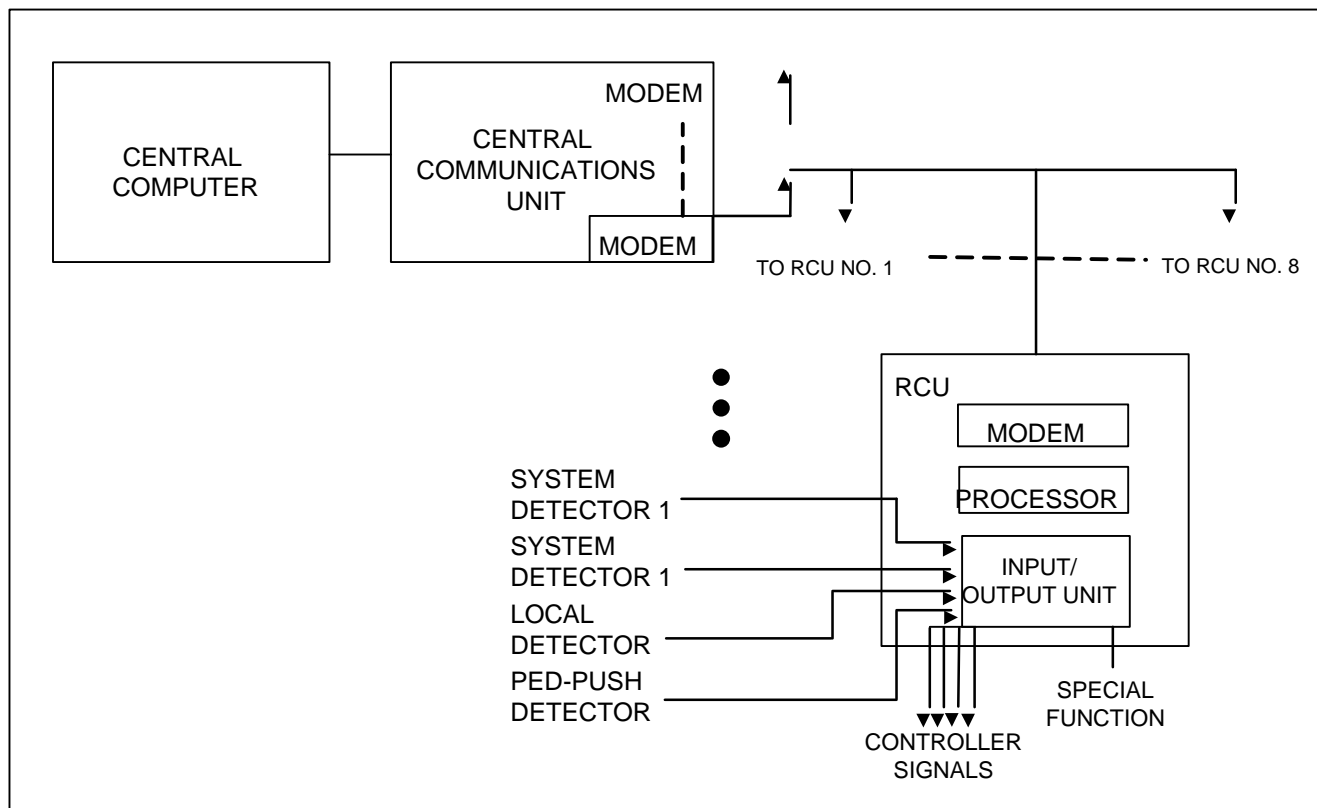 CENTRAL
COMPUTER
MODEM
CENTRAL
COMMUNICATIONS
UNIT
MODEM
TO RCU NO. 1
TO RCU NO. 8
RCU
MODEM
PROCESSOR
INPUT/
OUTPUT UNIT
SYSTEM
DETECTOR 1
SYSTEM
DETECTOR 1
LOCAL
DETECTOR
PED-PUSH
DETECTOR
SPECIAL
FUNCTION
CONTROLLER
SIGNALS